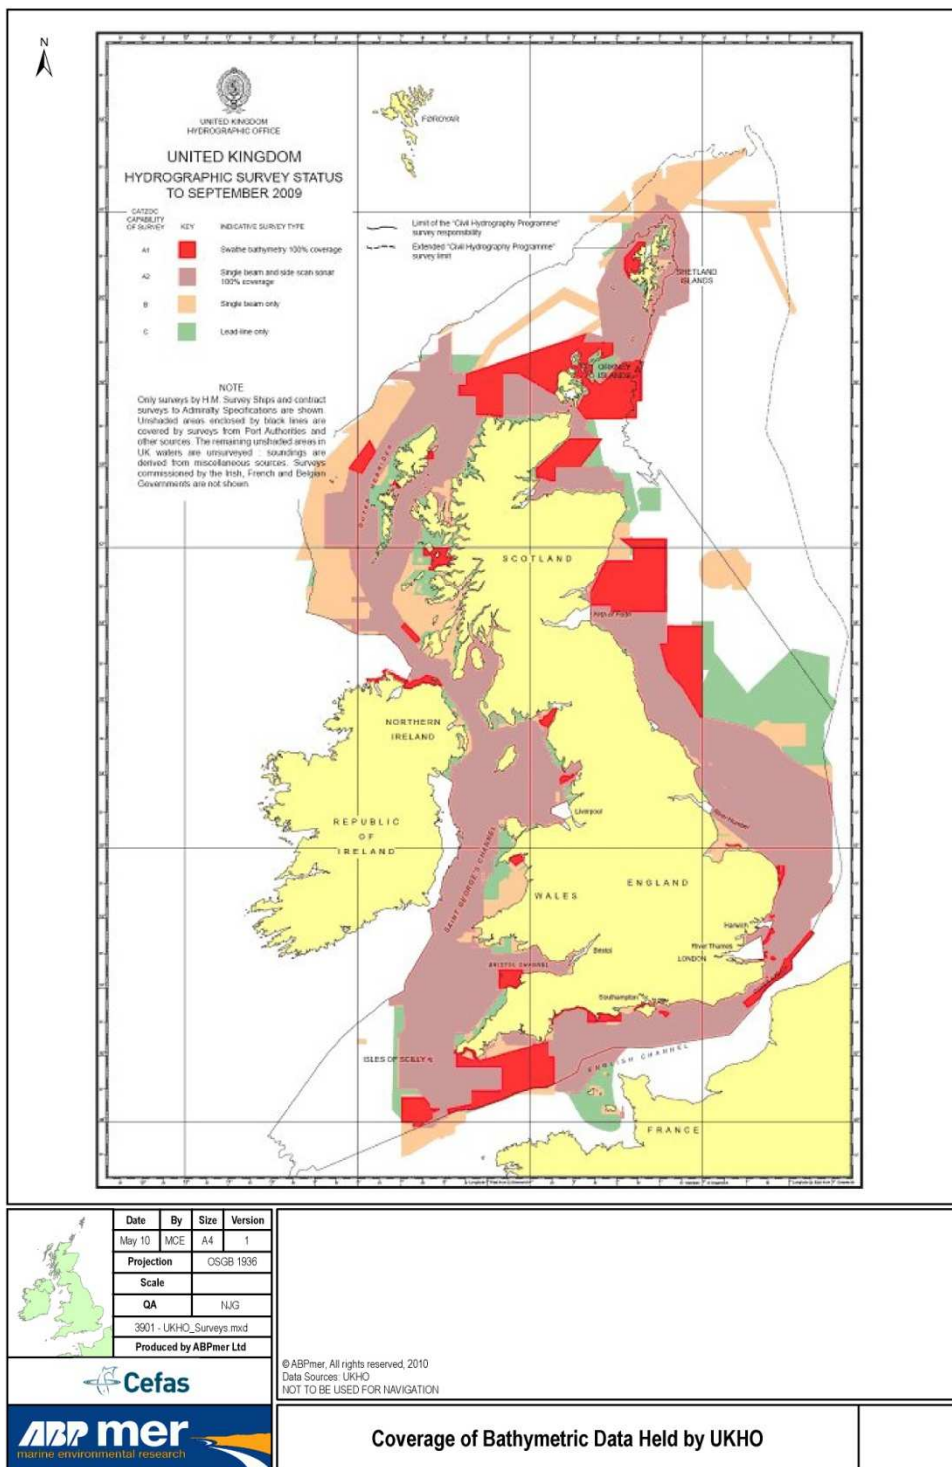 N
UNITED KINGDOM
HYDROGRAPHIC OFFICE
UNITED KINGDOM
HYDROGRAPHIC SURVEY STATUS
TO SEPTEMBER 2009
CATZOC
CAPABILITY
OF SURVEY
KEY
INDICATIVE SURVEY TYPE
A1
Swathe bathymetry 100% coverage
A2
Single beam and side scan sonar
100% coverage
B
Single beam only
C
Lead-line only
Limit of the "Civil Hydrography Programme"
survey responsibility
Extended "Civil Hydrography Programme"
survey limit
NOTE
Only surveys by H.M. Survey Ships and contract
surveys to Admiralty Specifications are shown.
Unshaded areas enclosed by black lines are
covered by surveys from Port Authorities and
other sources. The remaining unshaded areas in
UK waters are unsurveyed : soundings are
derived from miscellaneous sources. Surveys
commissioned by the Irish, French and Belgian
Governments are not shown.
FØROYAR
SHETLAND
ISLANDS
ORKNEY
ISLANDS
OUTER HEBRIDES
SCOTLAND
Firth of Forth
NORTHERN
IRELAND
REPUBLIC
OF
IRELAND
Liverpool
River Humber
SAINT GEORGE'S CHANNEL
WALES
ENGLAND
Harwich
River Thames
LONDON
Bristol
BRISTOL CHANNEL
Southampton
ISLES OF SCILLY
ENGLISH CHANNEL
FRANCE
Date By Size Version
May 10 MCE A4 1
Projection OSGB 1936
Scale
QA NJG
3901 - UKHO_Surveys.mxd
Produced by ABPmer Ltd
Cefas
ABPmer
marine environmental research
© ABPmer, All rights reserved, 2010
Data Sources: UKHO
NOT TO BE USED FOR NAVIGATION
Coverage of Bathymetric Data Held by UKHO